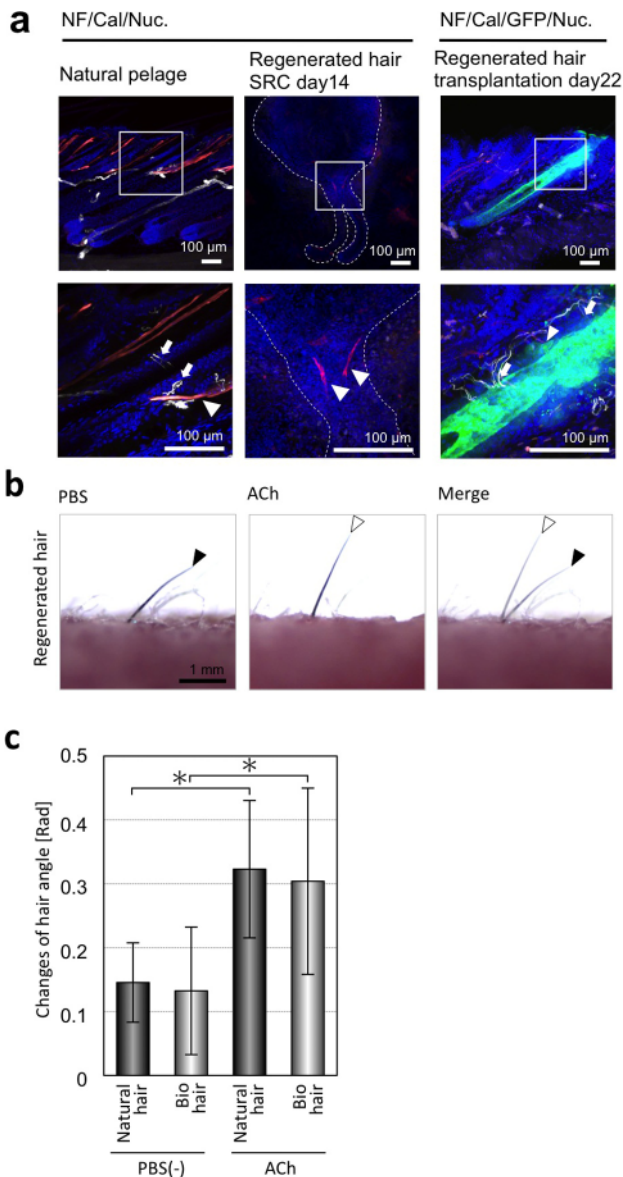 a
NF/Cal/Nuc.
NF/Cal/GFP/Nuc.
Natural pelage
Regenerated hair
SRC day14
Regenerated hair
transplantation day22
100 µm
100 µm
100 µm
100 µm
100 µm
100 µm
b
PBS
ACh
Merge
Regenerated hair
1 mm
c
Changes of hair angle [Rad]
0.5
0.4
0.3
0.2
0.1
0
*
*
Natural
hair
Bio
hair
Natural
hair
Bio
hair
PBS(-)
ACh